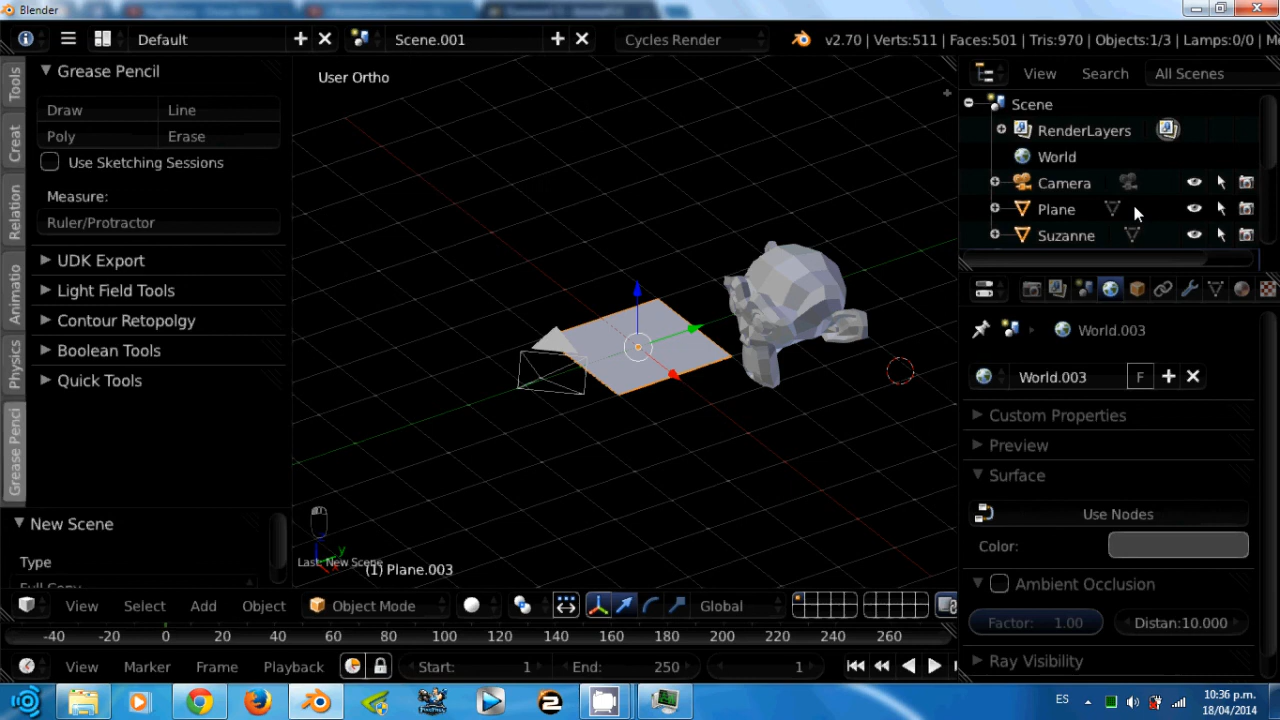 Blender
Default
Scene.001
Cycles Render
v2.70 | Verts:511 | Faces:501 | Tris:970 | Objects:1/3 | Lamps:0/0 |
Tools
Creat
Relation
Animatio
Physics
Grease Penci
Grease Pencil
Draw
Line
Poly
Erase
Use Sketching Sessions
Measure:
Ruler/Protractor
UDK Export
Light Field Tools
Contour Retopolgy
Boolean Tools
Quick Tools
New Scene
Type
Full Copy
User Ortho
Last: New Scene
(1) Plane.003
z
y
View
Search
All Scenes
Scene
RenderLayers
World
Camera
Plane
Suzanne
World.003
World.003
F
Custom Properties
Preview
Surface
Use Nodes
Color:
Ambient Occlusion
Factor: 1.00
Distan:10.000
Ray Visibility
View
Select
Add
Object
Object Mode
Global
-40 -20 0 20 40 60 80 100 120 140 160 180 200 220 240 260
View
Marker
Frame
Playback
Start: 1
End: 250
1
ES
10:36 p.m.
18/04/2014